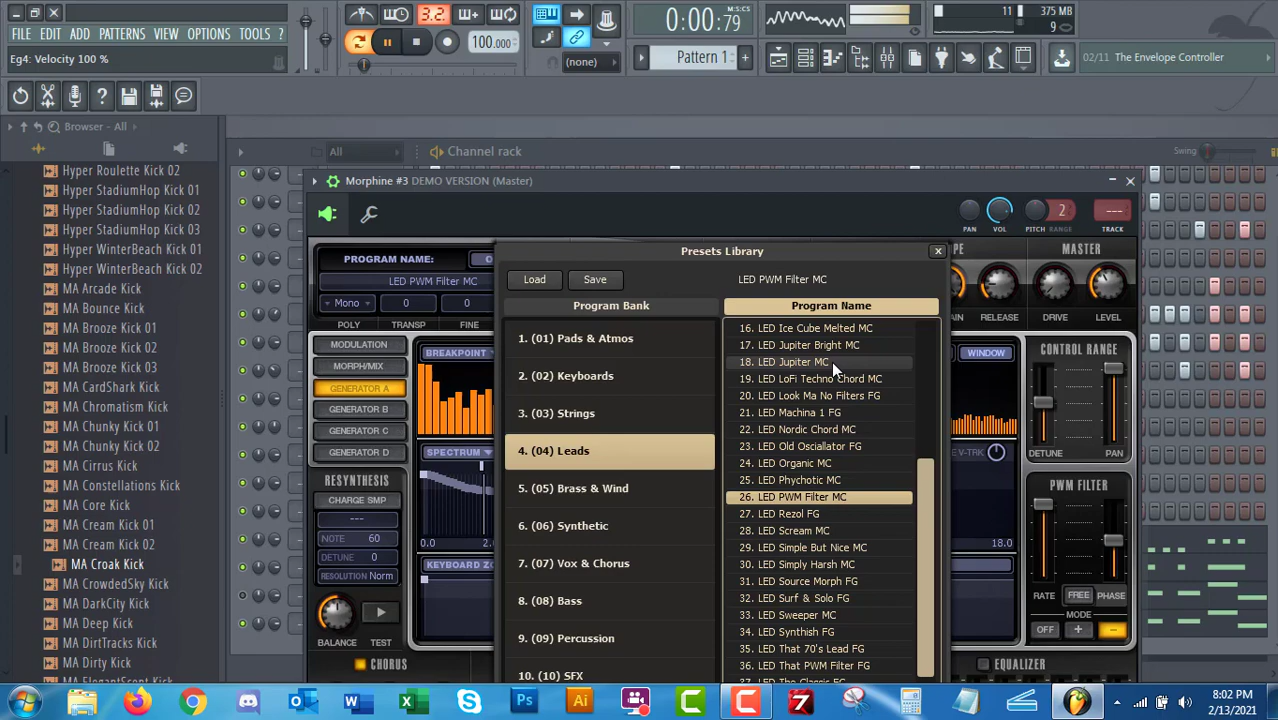 FILE EDIT ADD PATTERNS VIEW OPTIONS TOOLS ?
Eg4: Velocity 100 %
3.2.
100.000
0:00:79
M:S:CS
(none)
Pattern 1
11
375 MB
9
02/11 The Envelope Controller
Browser - All
All
Channel rack
Swing
Hyper Roulette Kick 02
Hyper StadiumHop Kick 01
Hyper StadiumHop Kick 02
Hyper StadiumHop Kick 03
Hyper WinterBeach Kick 01
Hyper WinterBeach Kick 02
MA Arcade Kick
MA Bounce Kick
MA Brooze Kick 01
MA Brooze Kick 02
MA Brooze Kick 03
MA CardShark Kick
MA Chromatism Kick
MA Chunky Kick 01
MA Chunky Kick 02
MA Cirrus Kick
MA Constellations Kick
MA Core Kick
MA Cream Kick 01
MA Cream Kick 02
MA Croak Kick
MA CrowdedSky Kick
MA DarkCity Kick
MA Deep Kick
MA DirtTracks Kick
MA Dirty Kick
Morphine #3 DEMO VERSION (Master)
PAN VOL PITCH RANGE 2
---
TRACK
PROGRAM NAME:
LED PWM Filter MC
Mono 0 0
POLY TRANSP FINE
MODULATION
MORPH/MIX
GENERATOR A
GENERATOR B
GENERATOR C
GENERATOR D
RESYNTHESIS
CHARGE SMP
---
NOTE 60
DETUNE 0
RESOLUTION Norm
BALANCE TEST
CHORUS
BREAKPOINT
SPECTRUM
0.0
KEYBOARD
Presets Library
Load Save LED PWM Filter MC
Program Bank
1. (01) Pads & Atmos
2. (02) Keyboards
3. (03) Strings
4. (04) Leads
5. (05) Brass & Wind
6. (06) Synthetic
7. (07) Vox & Chorus
8. (08) Bass
9. (09) Percussion
10. (10) SFX
Program Name
16. LED Ice Cube Melted MC
17. LED Jupiter Bright MC
18. LED Jupiter MC
19. LED LoFi Techno Chord MC
20. LED Look Ma No Filters FG
21. LED Machina 1 FG
22. LED Nordic Chord MC
23. LED Old Osciallator FG
24. LED Organic MC
25. LED Phychotic MC
26. LED PWM Filter MC
27. LED Rezol FG
28. LED Scream MC
29. LED Simple But Nice MC
30. LED Simply Harsh MC
31. LED Source Morph FG
32. LED Surf & Solo FG
33. LED Sweeper MC
34. LED Synthish FG
35. LED That 70's Lead FG
36. LED That PWM Filter FG
MASTER
RELEASE DRIVE LEVEL
WINDOW
V-TRK
18.0
CONTROL RANGE
DETUNE PAN
PWM FILTER
RATE FREE PHASE
MODE
OFF + −
EQUALIZER
8:02 PM
2/13/2021